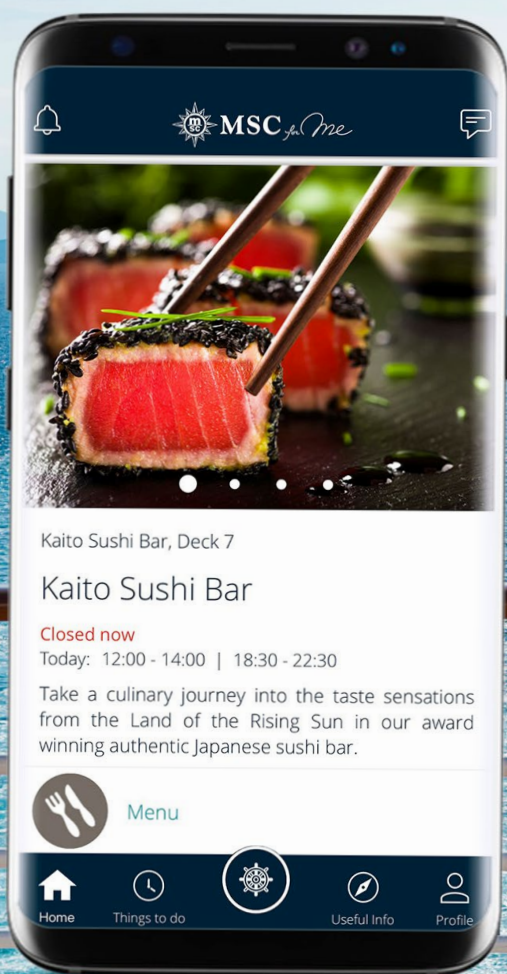 MSC for Me
Kaito Sushi Bar, Deck 7
Kaito Sushi Bar
Closed now
Today: 12:00 - 14:00 | 18:30 - 22:30
Take a culinary journey into the taste sensations
from the Land of the Rising Sun in our award
winning authentic Japanese sushi bar.
Menu
Home
Things to do
Useful Info
Profile